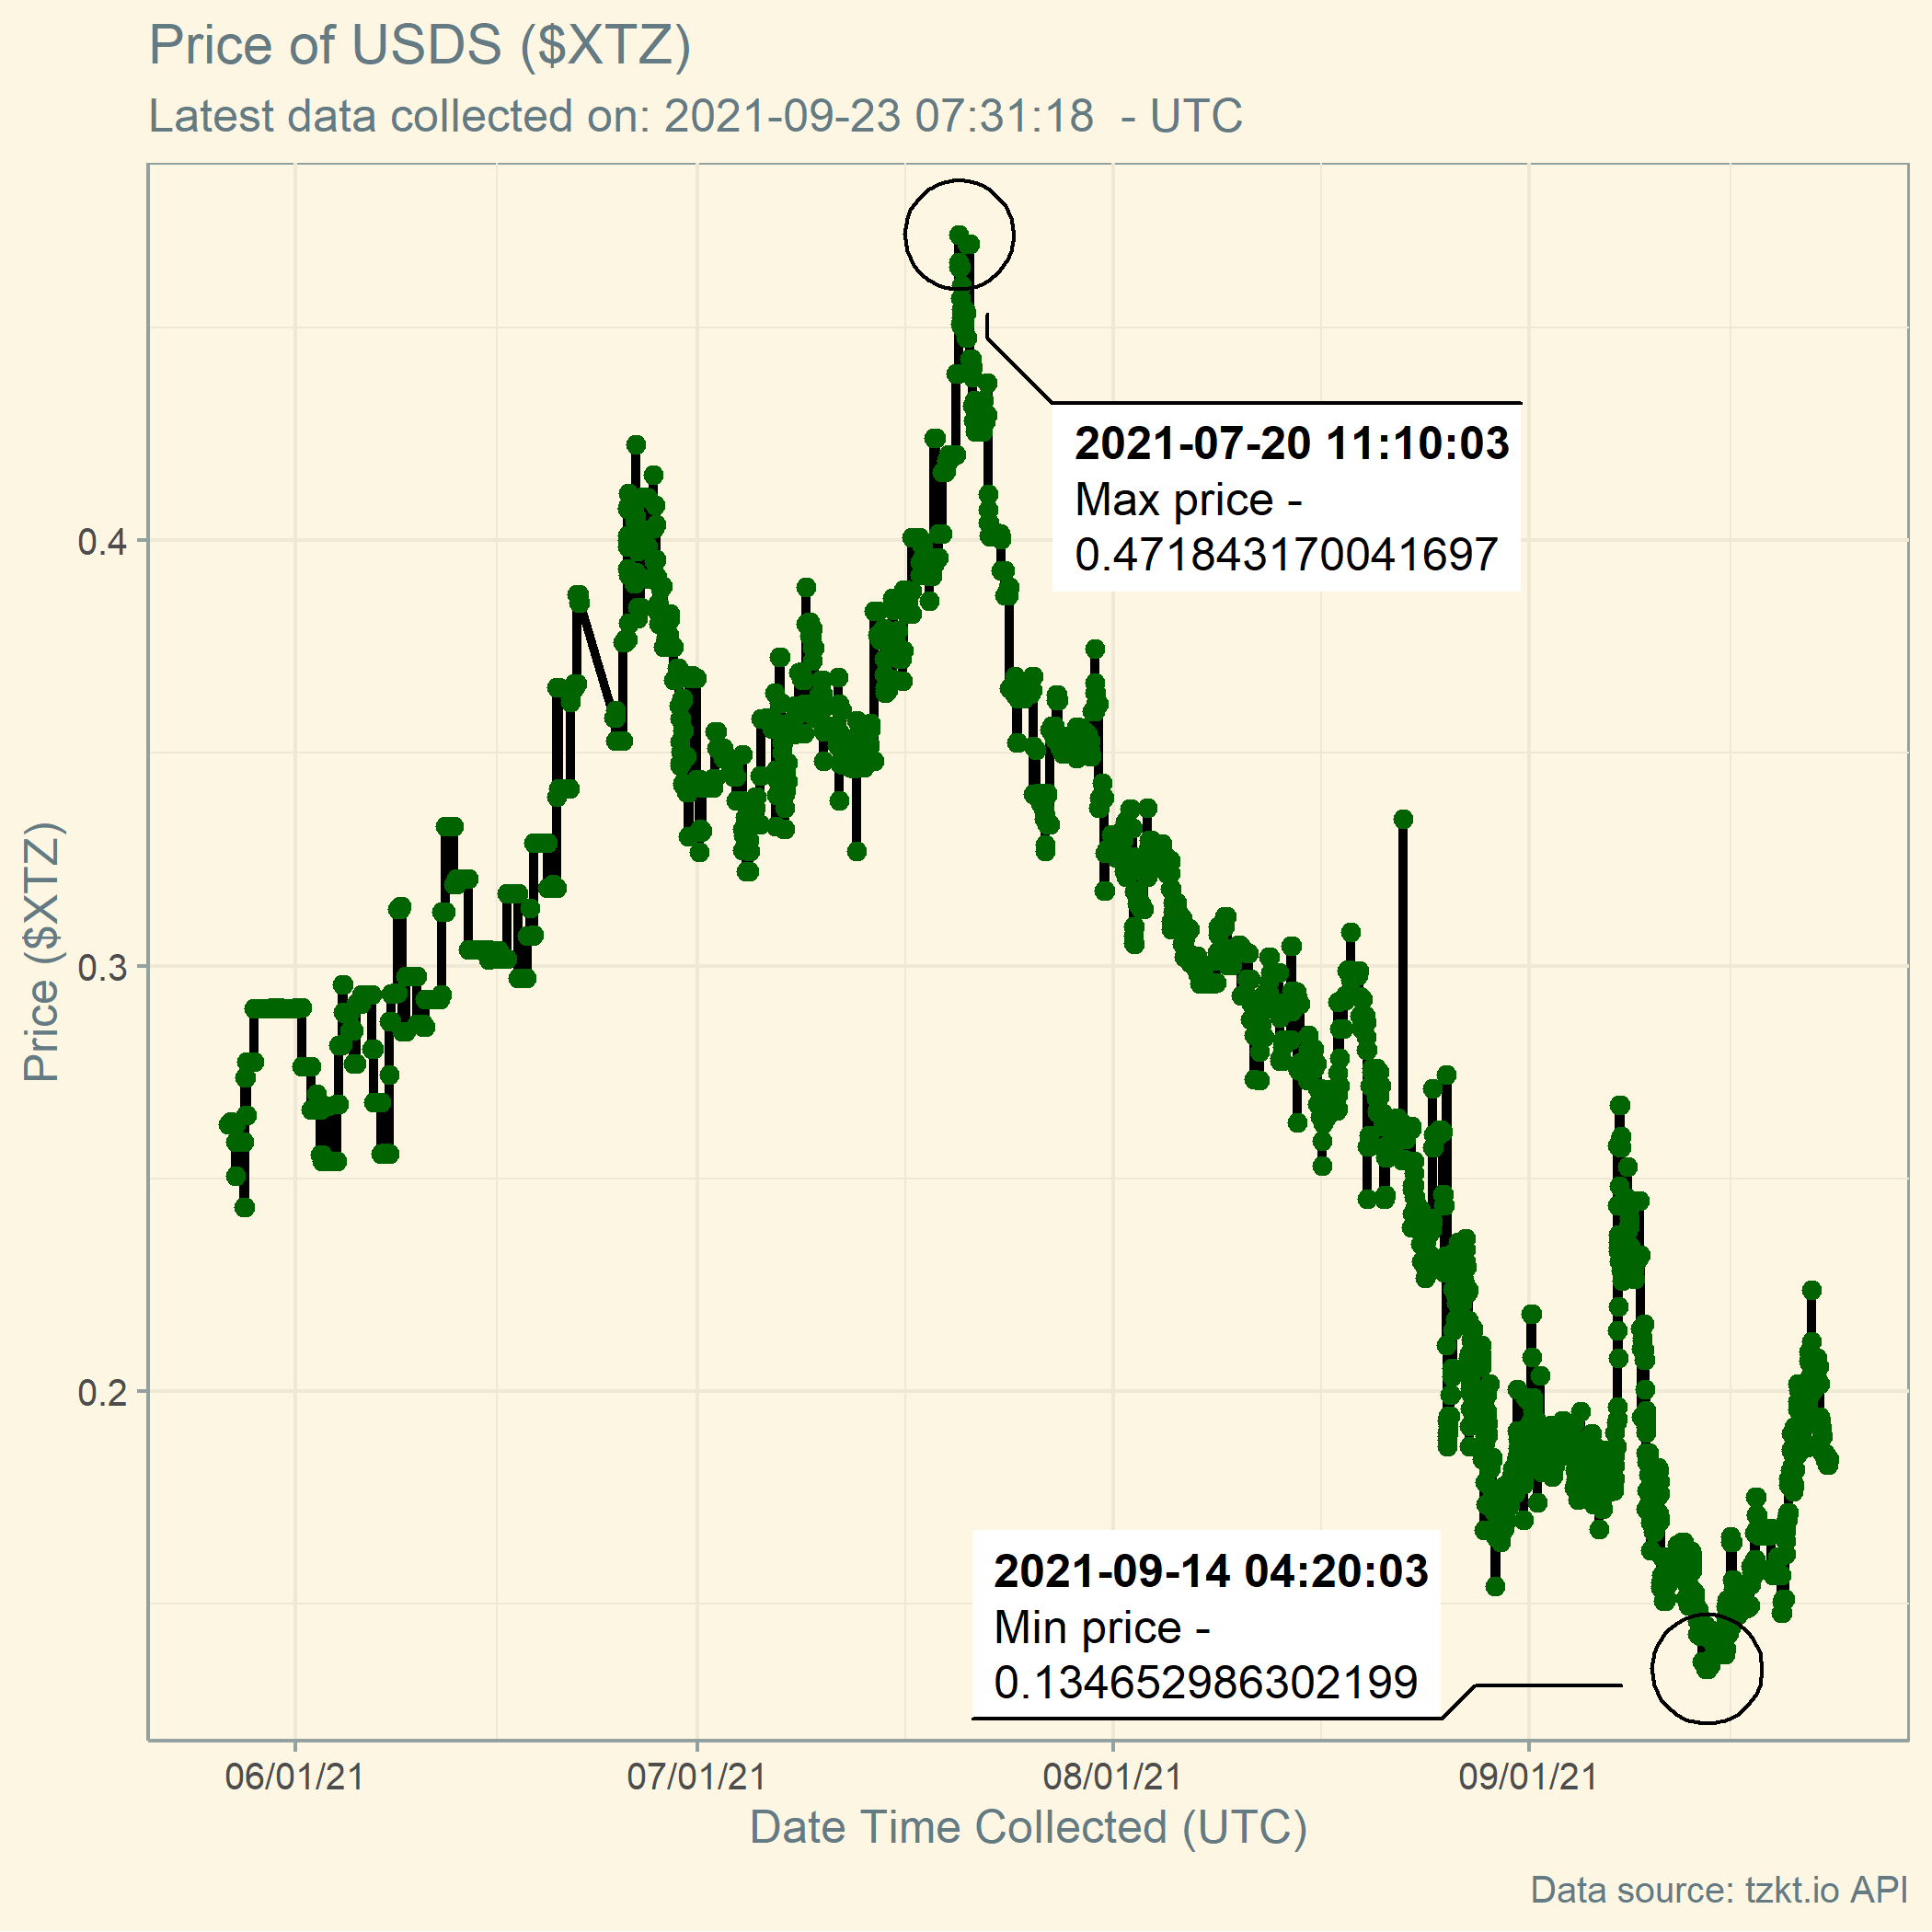 Price of USDS ($XTZ)
Latest data collected on: 2021-09-23 07:31:18  - UTC
2021-07-20 11:10:03
Max price -
0.471843170041697
0.4
0.3
0.2
Price ($XTZ)
2021-09-14 04:20:03
Min price -
0.134652986302199
06/01/21
07/01/21
08/01/21
09/01/21
Date Time Collected (UTC)
Data source: tzkt.io API